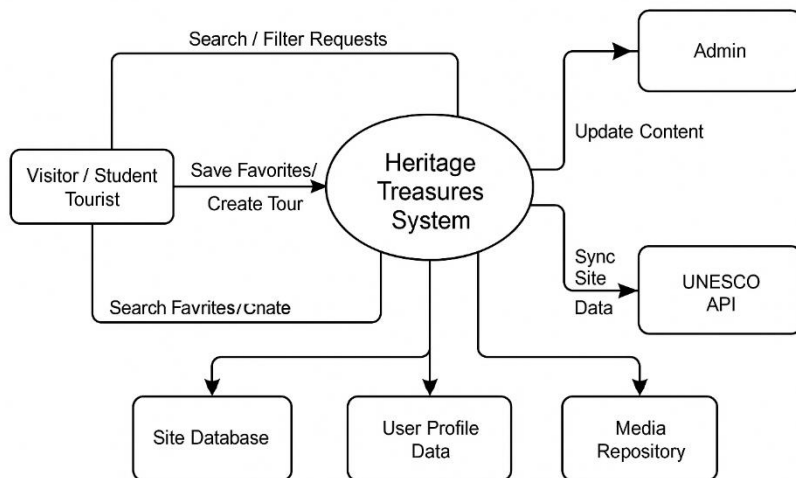 Search / Filter Requests
Admin
Update Content
Visitor / Student
Tourist
Save Favorites/
Create Tour
Heritage
Treasures
System
Sync
Site
Data
UNESCO
API
Search Favrites/Cnate
Site Database
User Profile
Data
Media
Repository